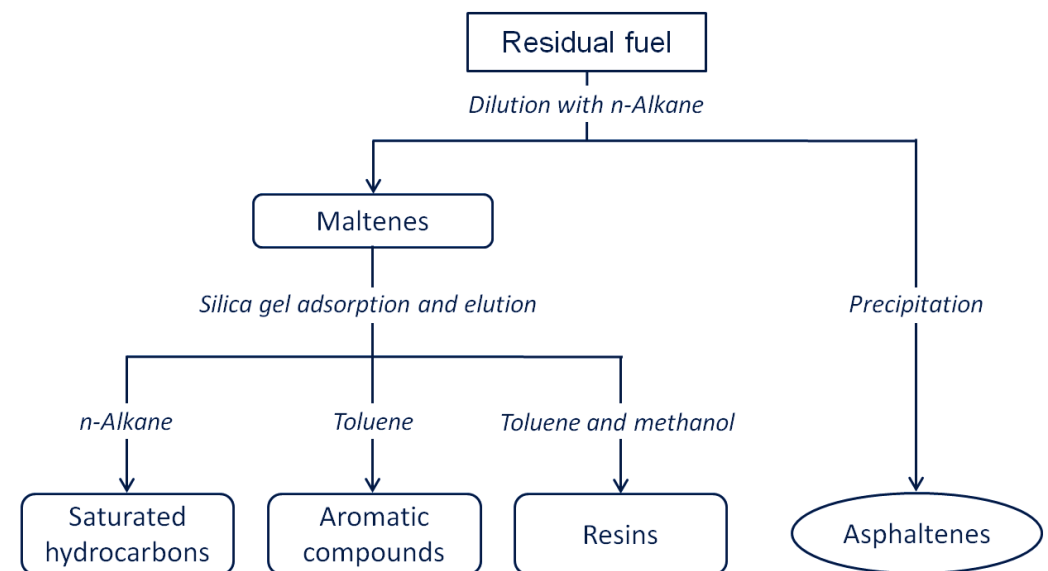 Residual fuel
Dilution with n-Alkane
Maltenes
Silica gel adsorption and elution
Precipitation
n-Alkane
Toluene
Toluene and methanol
Saturated
hydrocarbons
Aromatic
compounds
Resins
Asphaltenes